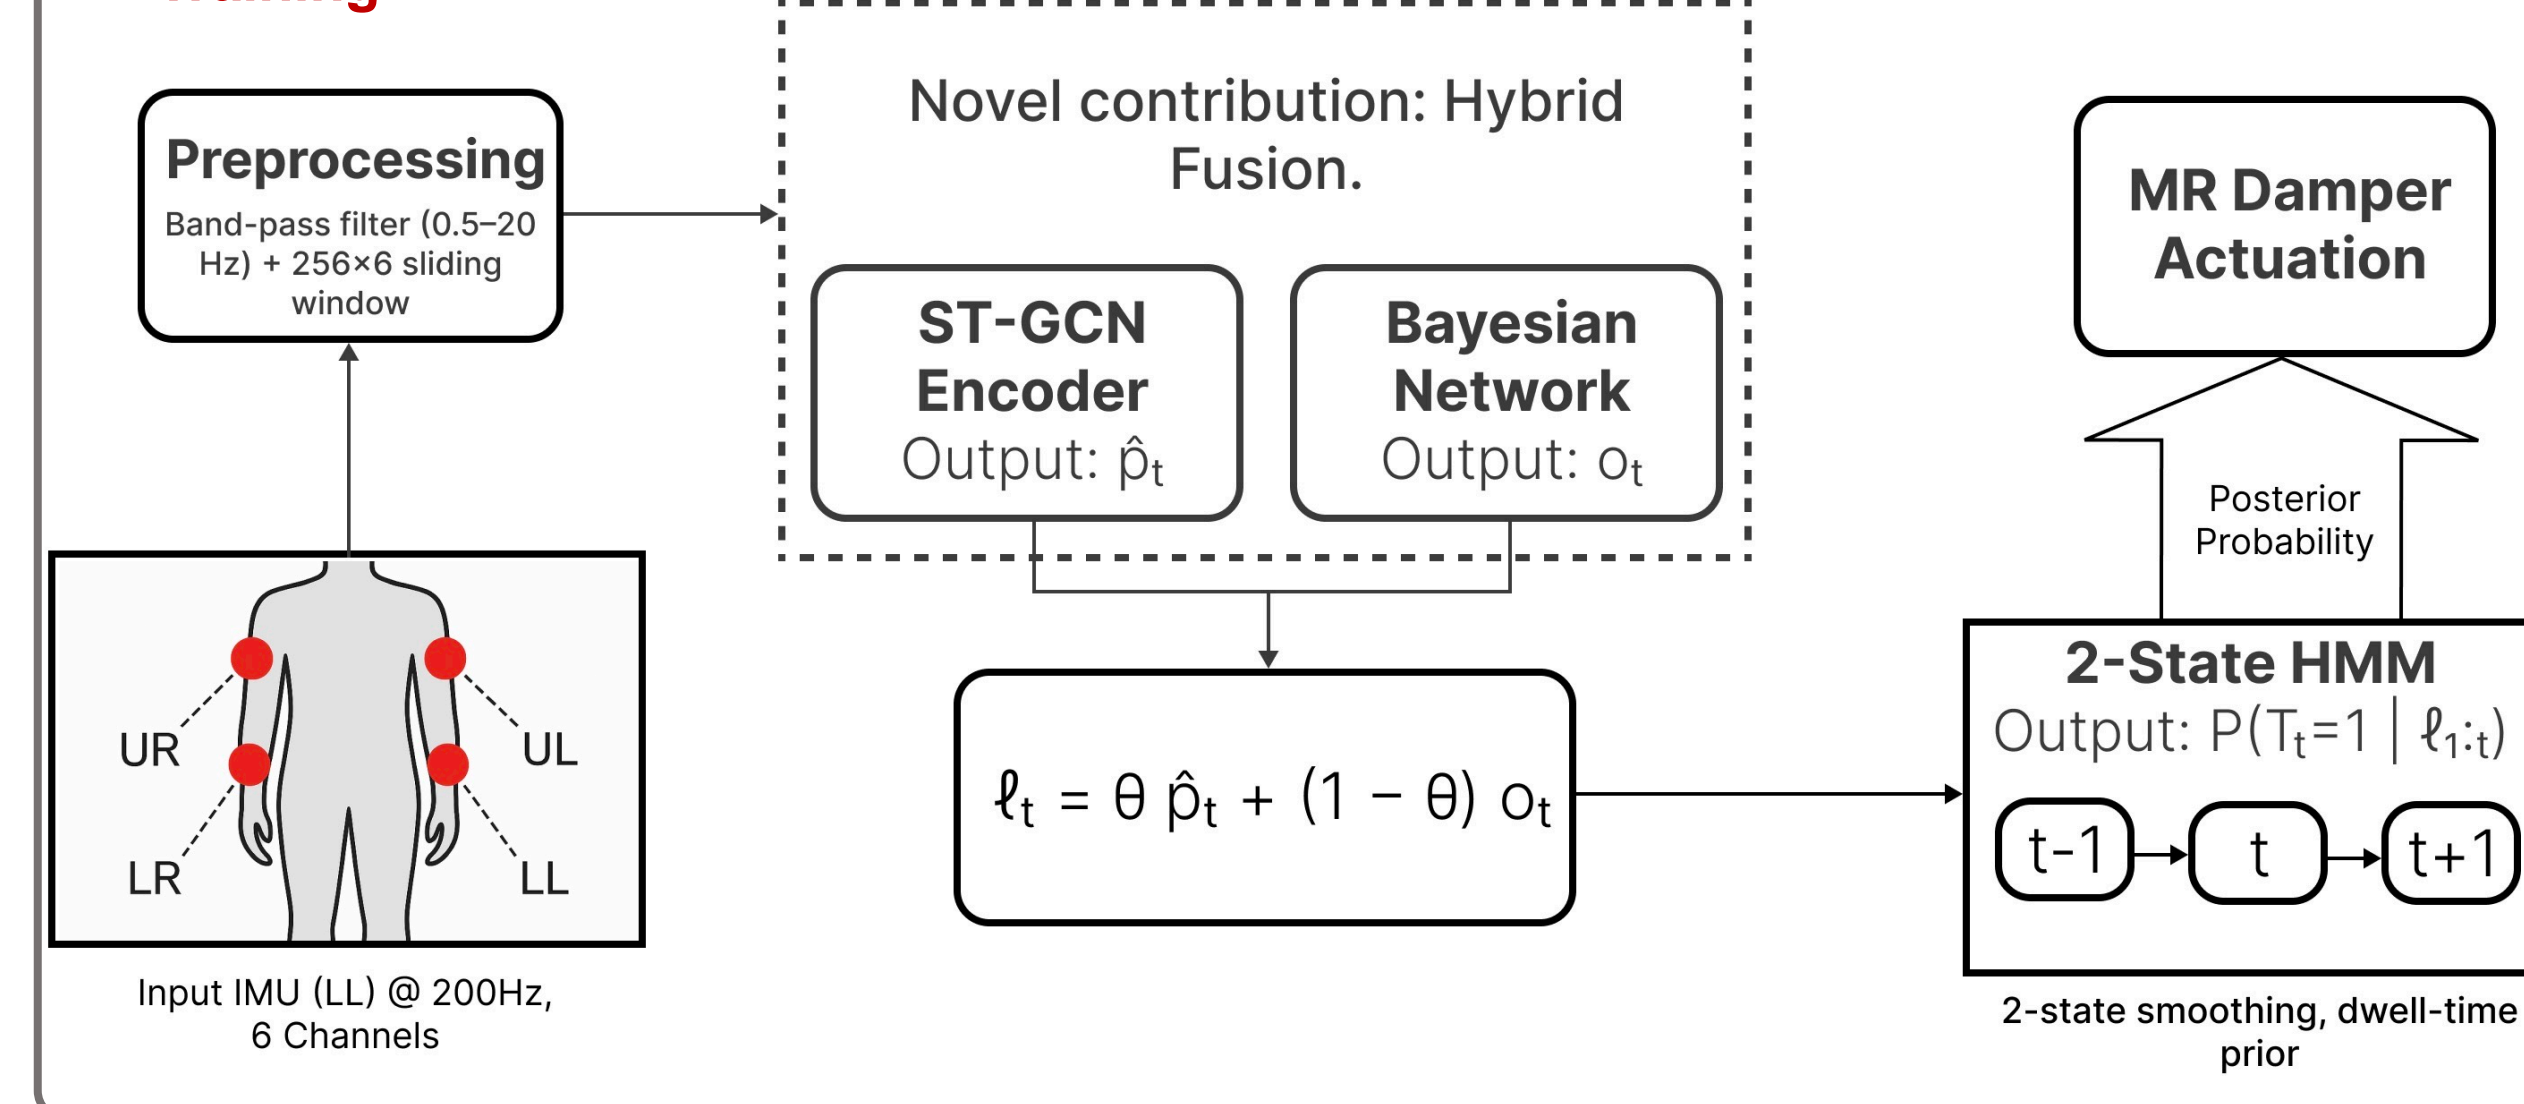 Training
Preprocessing
Band-pass filter (0.5–20
Hz) + 256×6 sliding
window
UR
UL
LR
LL
Input IMU (LL) @ 200Hz,
6 Channels
Novel contribution: Hybrid
Fusion.
ST-GCN
Encoder
Output: p̂ₜ
Bayesian
Network
Output: oₜ
ℓₜ = θ p̂ₜ + (1 − θ) oₜ
MR Damper
Actuation
Posterior
Probability
2-State HMM
Output: P(Tₜ=1 | ℓ₁:ₜ)
t-1
t
t+1
2-state smoothing, dwell-time
prior